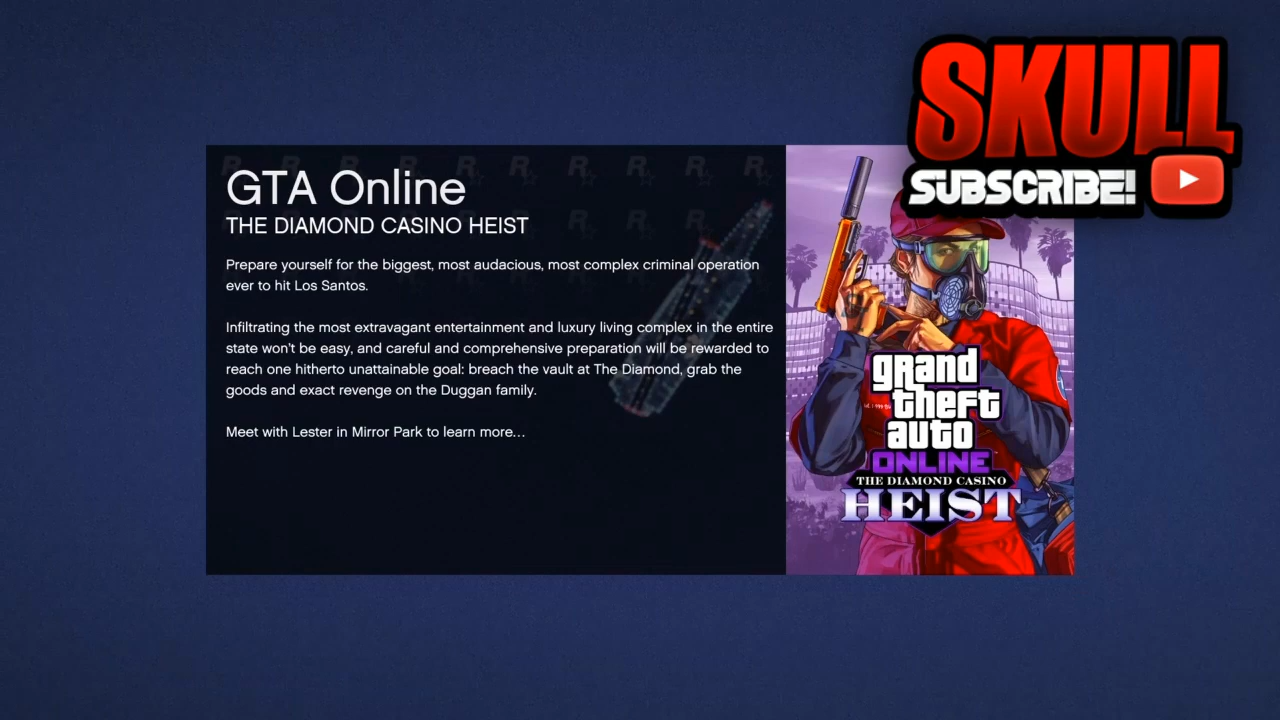 SKULL
SUBSCRIBE!
GTA Online
THE DIAMOND CASINO HEIST
Prepare yourself for the biggest, most audacious, most complex criminal operation
ever to hit Los Santos.
Infiltrating the most extravagant entertainment and luxury living complex in the entire
state won't be easy, and careful and comprehensive preparation will be rewarded to
reach one hitherto unattainable goal: breach the vault at The Diamond, grab the
goods and exact revenge on the Duggan family.
Meet with Lester in Mirror Park to learn more...
grand
theft
auto
ONLINE
THE DIAMOND CASINO
HEIST